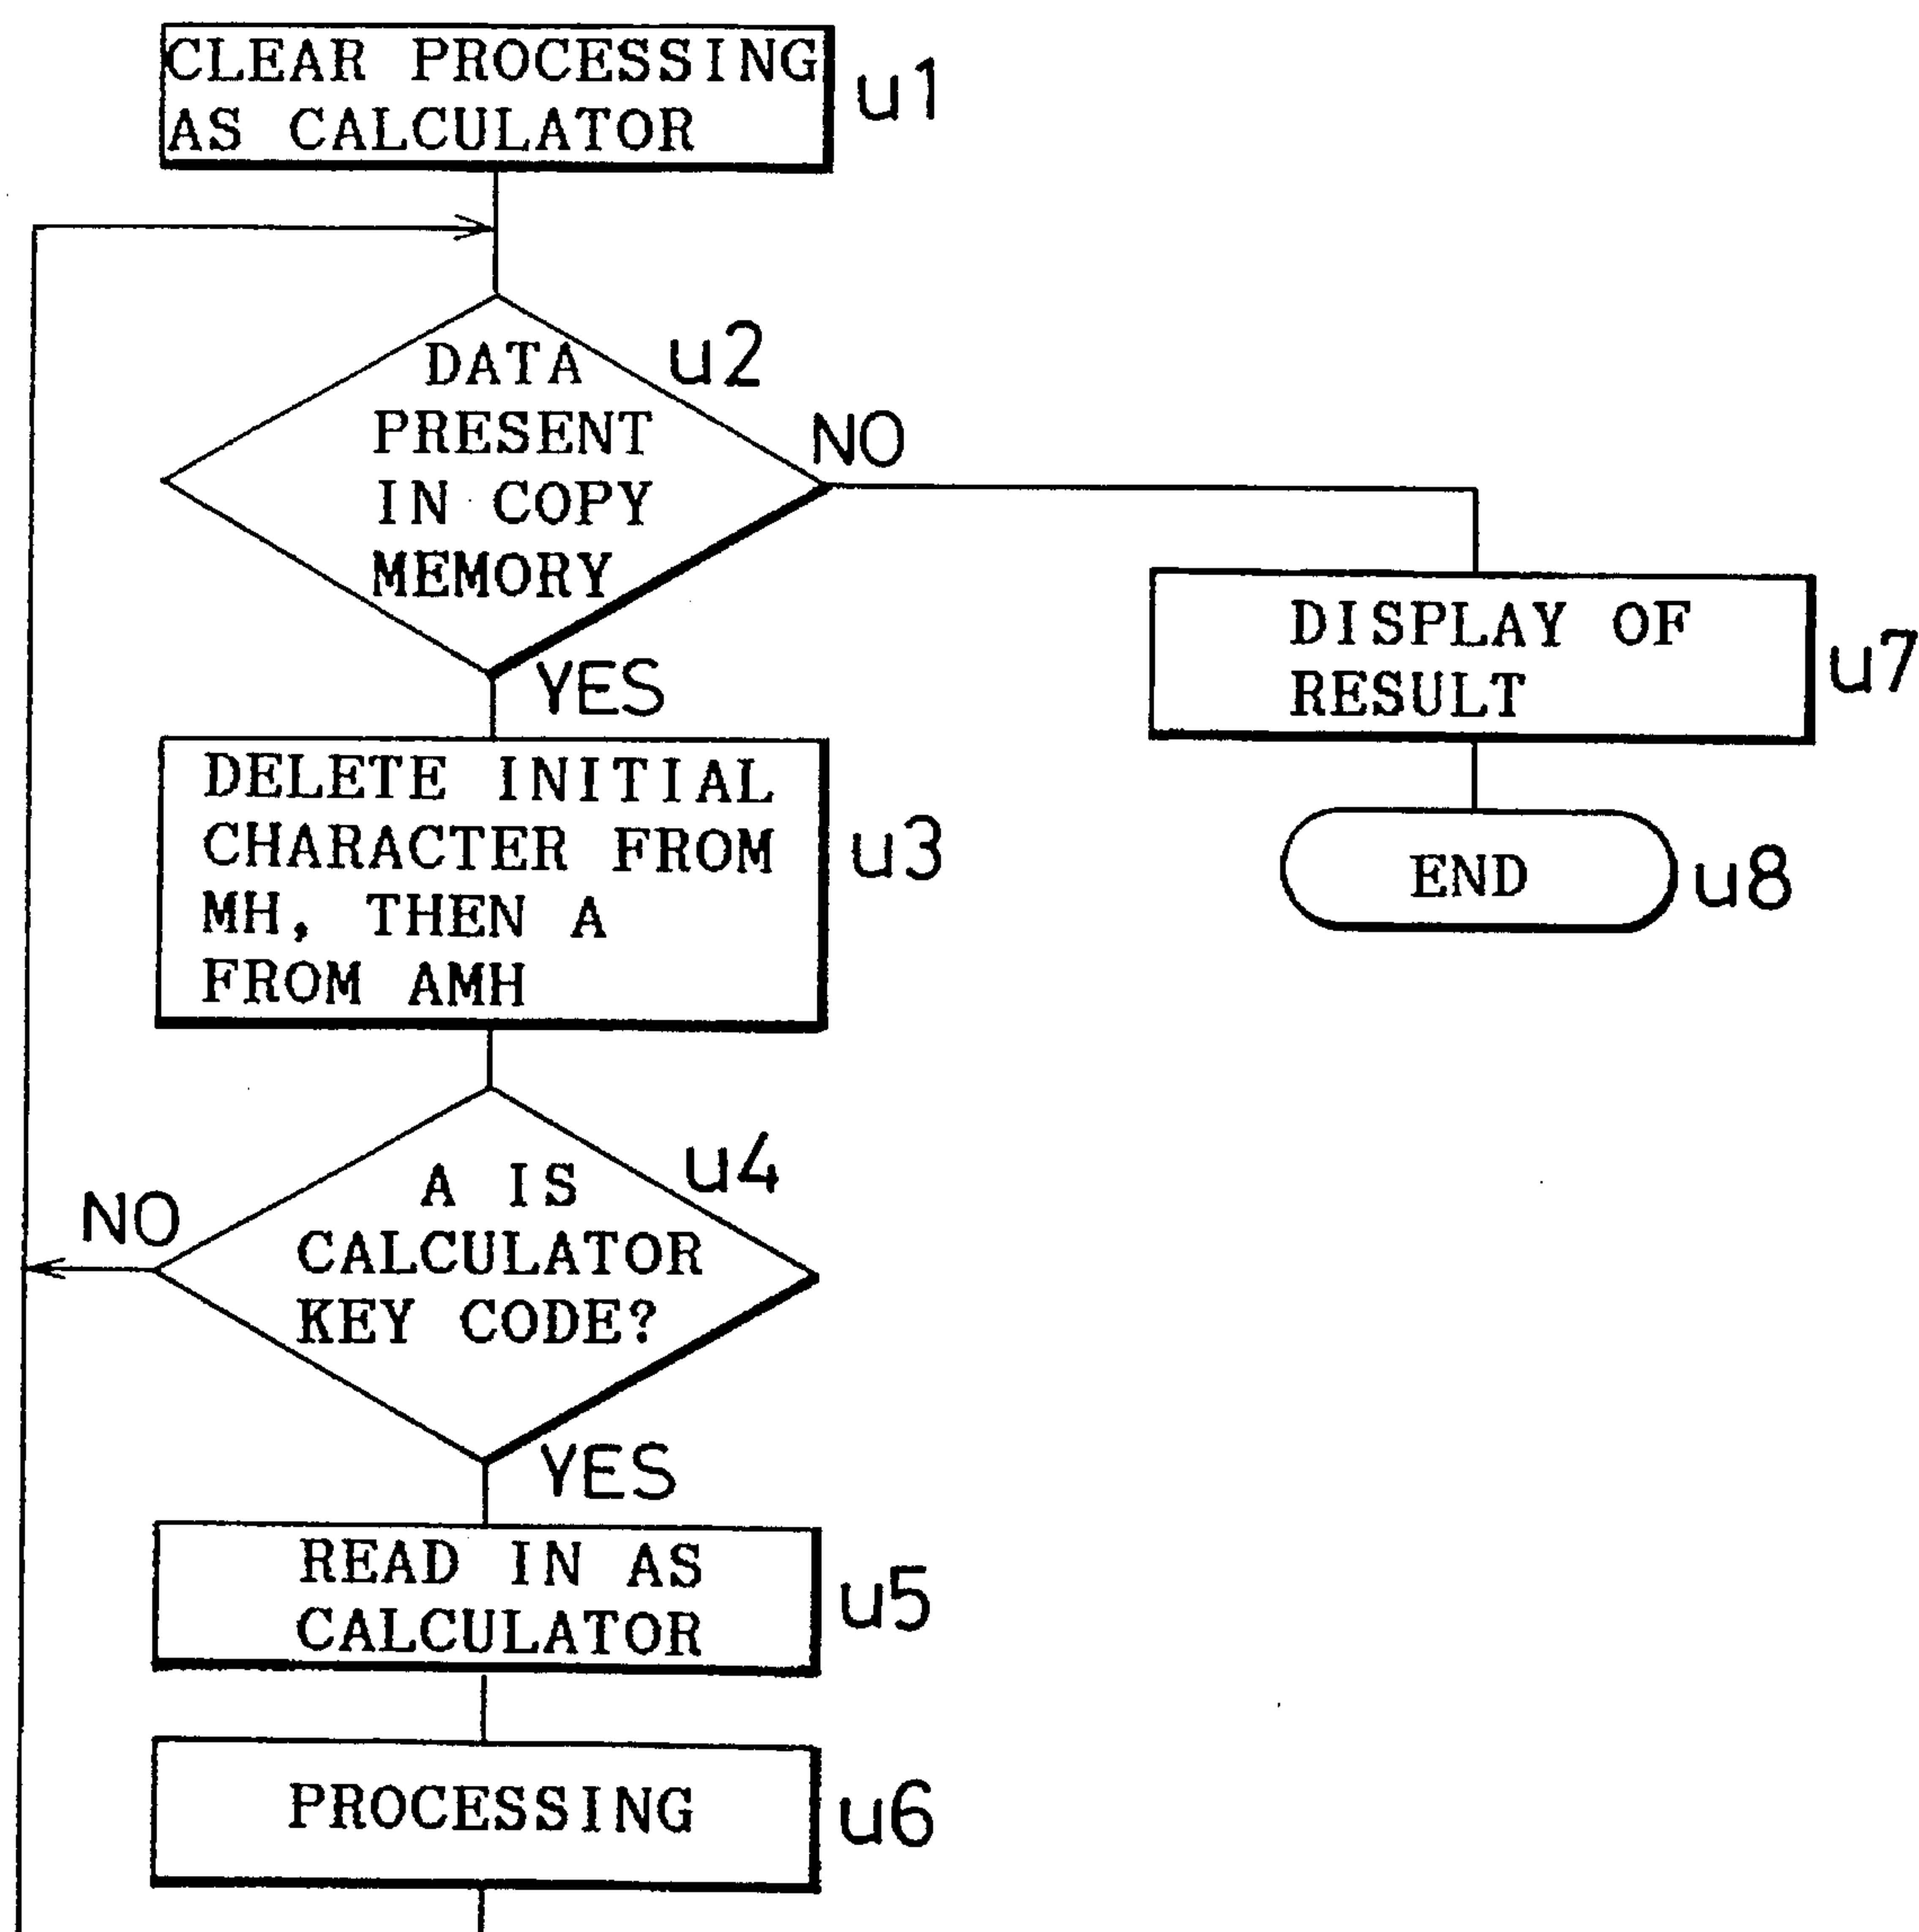 CLEAR PROCESSING
AS CALCULATOR
u1
DATA
PRESENT
IN COPY
MEMORY
u2
NO
YES
DISPLAY OF
RESULT
u7
END
u8
DELETE INITIAL
CHARACTER FROM
MH, THEN A
FROM AMH
u3
A IS
CALCULATOR
KEY CODE?
u4
NO
YES
READ IN AS
CALCULATOR
u5
PROCESSING
u6